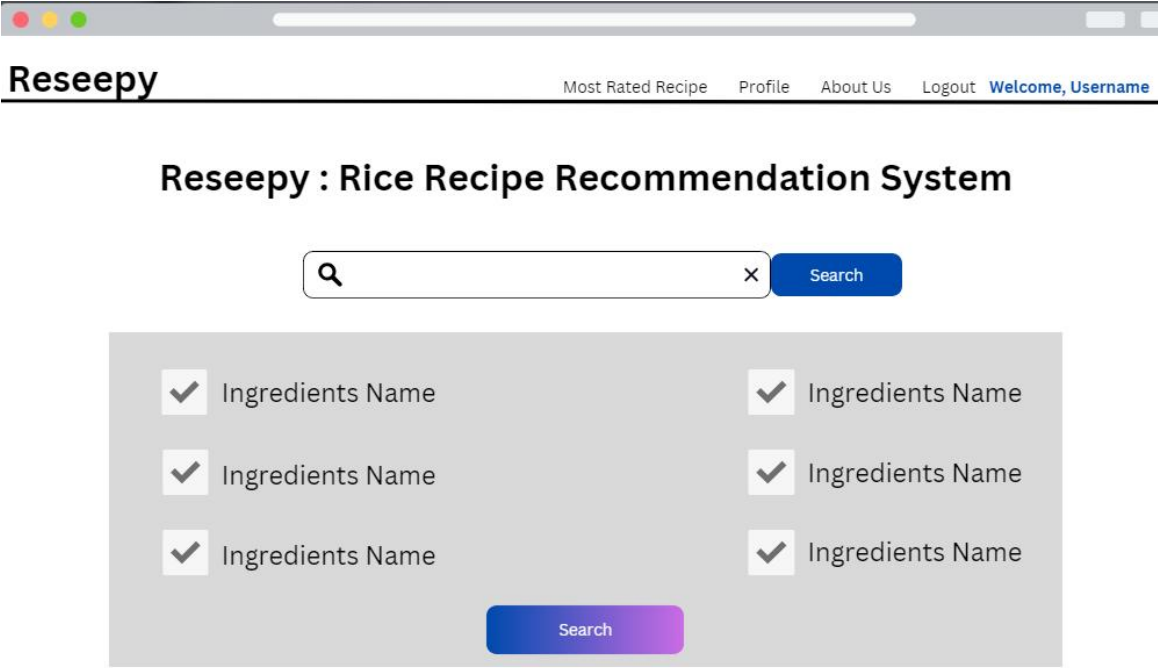 Reseepy
Most Rated Recipe Profile About Us Logout Welcome, Username
Reseepy : Rice Recipe Recommendation System
Search
Ingredients Name Ingredients Name
Ingredients Name Ingredients Name
Ingredients Name Ingredients Name
Search